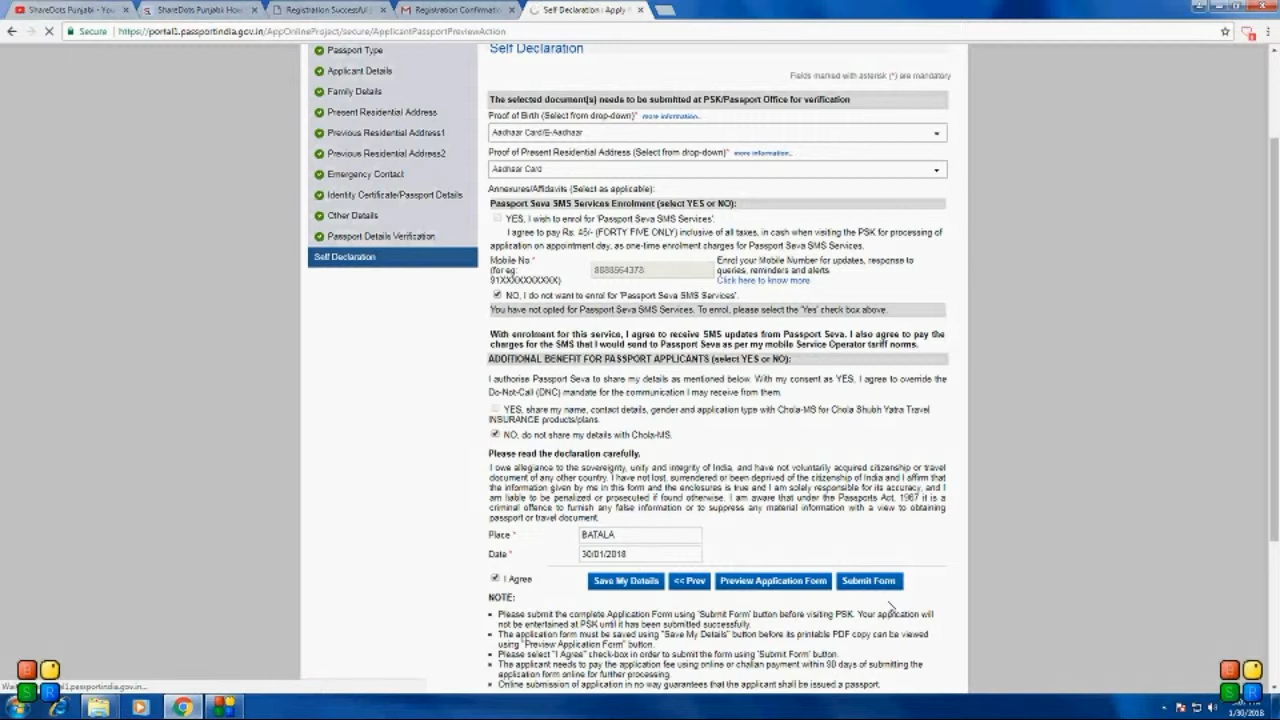 ShareDots Punjabi - You
ShareDots Punjabi How
Registration Successful
Registration Confirmatio
Self Declaration | Apply
Secure https://portal1.passportindia.gov.in/AppOnlineProject/secure/ApplicantPassportPreviewAction
Passport Type
Applicant Details
Family Details
Present Residential Address
Previous Residential Address1
Previous Residential Address2
Emergency Contact
Identity Certificate/Passport Details
Other Details
Passport Details Verification
Self Declaration
Self Declaration
Fields marked with asterisk (*) are mandatory
The selected document(s) needs to be submitted at PSK/Passport Office for verification
Proof of Birth (Select from drop-down)* more information..
Aadhaar Card/E-Aadhaar
Proof of Present Residential Address (Select from drop-down)* more information..
Aadhaar Card
Annexures/Affidavits (Select as applicable):
Passport Seva SMS Services Enrolment (select YES or NO):
YES, I wish to enrol for 'Passport Seva SMS Services'.
I agree to pay Rs. 45/- (FORTY FIVE ONLY) inclusive of all taxes, in cash when visiting the PSK for processing of
application on appointment day, as one-time enrolment charges for Passport Seva SMS Services.
Mobile No *
(for eg:
91XXXXXXXXXX)
Enrol your Mobile Number for updates, response to
queries, reminders and alerts
Click here to know more
NO, I do not want to enrol for 'Passport Seva SMS Services'.
You have not opted for Passport Seva SMS Services. To enrol, please select the 'Yes' check box above.
With enrolment for this service, I agree to receive SMS updates from Passport Seva. I also agree to pay the
charges for the SMS that I would send to Passport Seva as per my mobile Service Operator tariff norms.
ADDITIONAL BENEFIT FOR PASSPORT APPLICANTS (select YES or NO):
I authorise Passport Seva to share my details as mentioned below. With my consent as YES, I agree to override the
Do-Not-Call (DNC) mandate for the communication I may receive from them.
YES, share my name, contact details, gender and application type with Chola-MS for Chola Shubh Yatra Travel
INSURANCE products/plans.
NO, do not share my details with Chola-MS.
Please read the declaration carefully.
I owe allegiance to the sovereignty, unity and integrity of India, and have not voluntarily acquired citizenship or travel
document of any other country. I have not lost, surrendered or been deprived of the citizenship of India and I affirm that
the information given by me in this form and the enclosures is true and I am solely responsible for its accuracy, and I
am liable to be penalized or prosecuted if found otherwise. I am aware that under the Passports Act, 1967 it is a
criminal offence to furnish any false information or to suppress any material information with a view to obtaining
passport or travel document.
Place * BATALA
Date * 30/01/2018
I Agree
Save My Details << Prev Preview Application Form Submit Form
NOTE:
Please submit the complete Application Form using 'Submit Form' button before visiting PSK. Your application will
not be entertained at PSK until it has been submitted successfully.
The application form must be saved using "Save My Details" button before its printable PDF copy can be viewed
using "Preview Application Form" button.
Please select "I Agree" check-box in order to submit the form using 'Submit Form' button.
The applicant needs to pay the application fee using online or challan payment within 90 days of submitting the
application form online for further processing.
Online submission of application in no way guarantees that the applicant shall be issued a passport.
1/30/2018